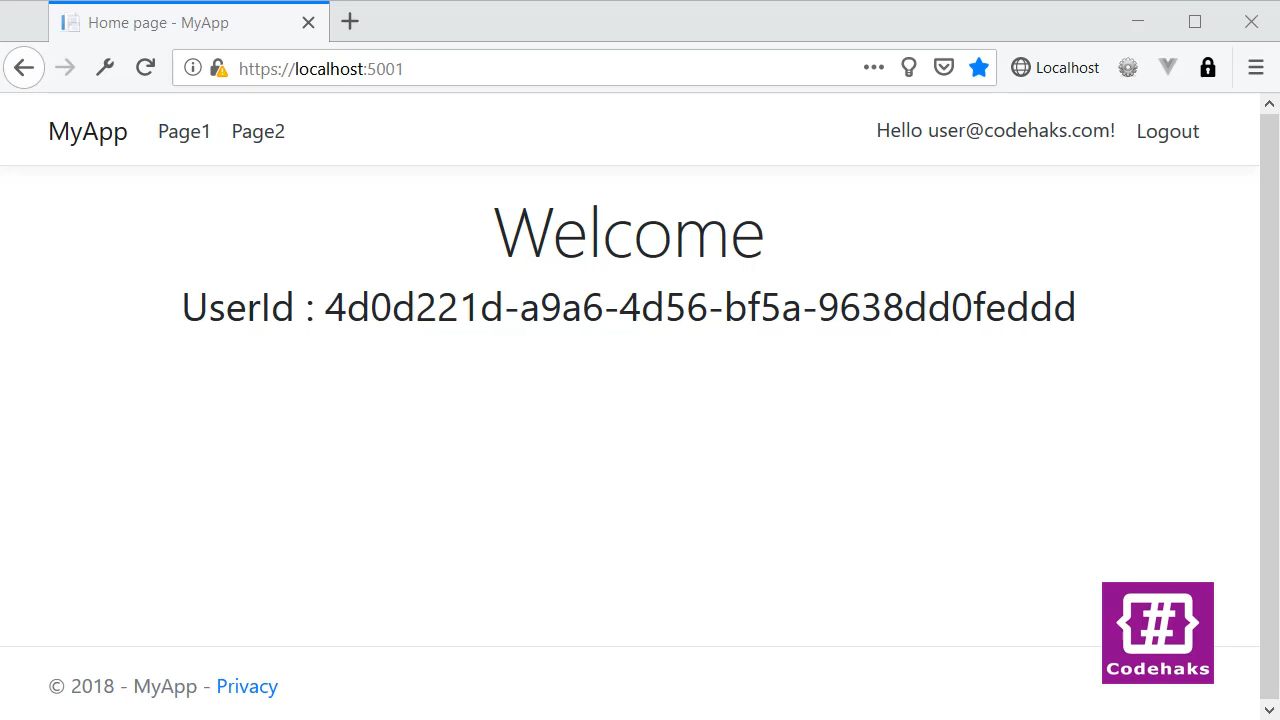 Home page - MyApp
https://localhost:5001
Localhost
MyApp Page1 Page2 Hello user@codehaks.com! Logout
Welcome
UserId : 4d0d221d-a9a6-4d56-bf5a-9638dd0feddd
{#}
Codehaks
© 2018 - MyApp - Privacy